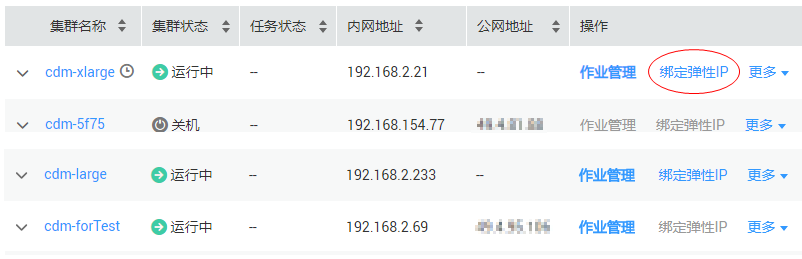 集群名称 集群状态 任务状态 内网地址 公网地址 操作
cdm-xlarge 运行中 -- 192.168.2.21 -- 作业管理 绑定弹性IP 更多
cdm-5f75 关机 -- 192.168.154.77 作业管理 绑定弹性IP 更多
cdm-large 运行中 -- 192.168.2.233 -- 作业管理 绑定弹性IP 更多
cdm-forTest 运行中 -- 192.168.2.69 作业管理 绑定弹性IP 更多